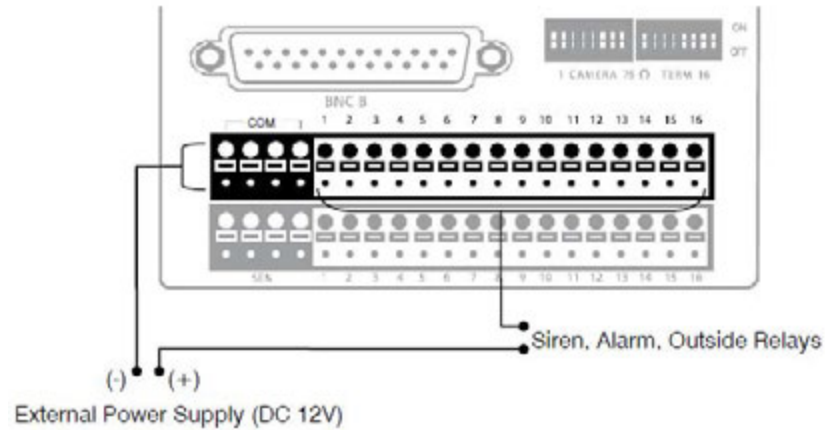 ON
OFF
1 CAMERA 75 Ω TERM 16
BNC B
COM 1 2 3 4 5 6 7 8 9 10 11 12 13 14 15 16
SEN 1 2 3 4 5 6 7 8 9 10 11 12 13 14 15 16
Siren, Alarm, Outside Relays
(-) (+)
External Power Supply (DC 12V)